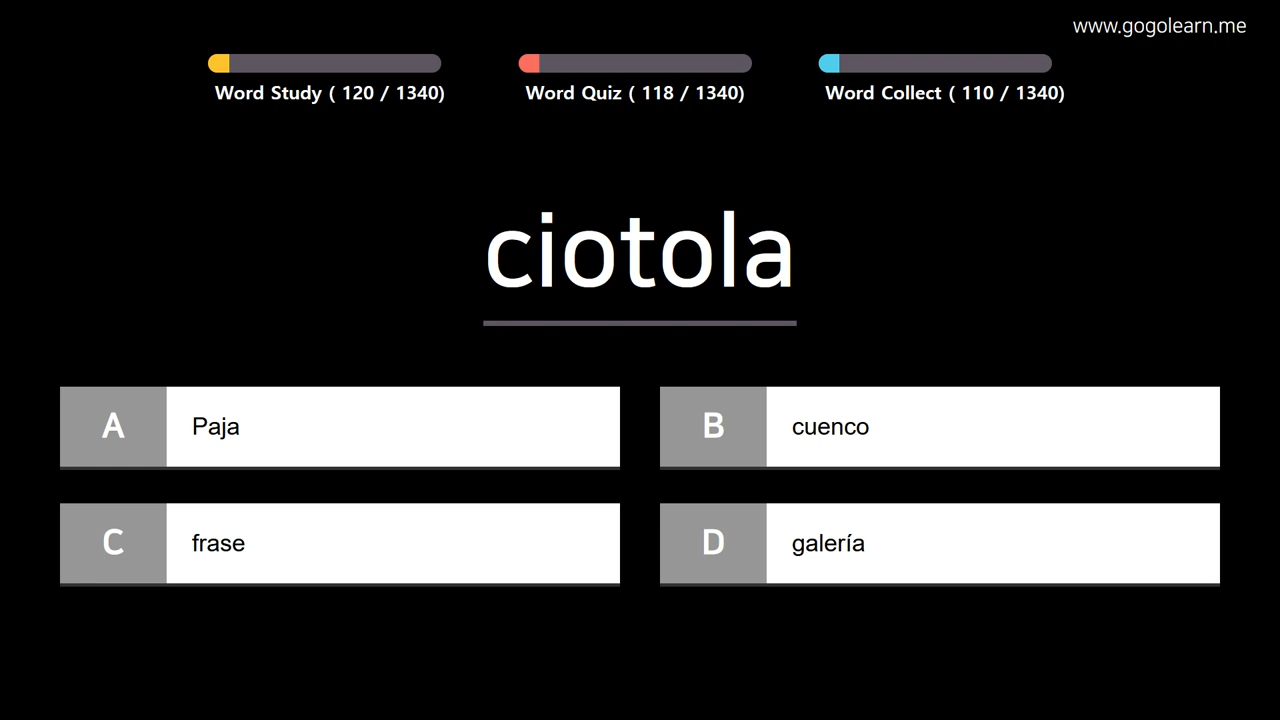 www.gogolearn.me
Word Study ( 120 / 1340)
Word Quiz ( 118 / 1340)
Word Collect ( 110 / 1340)
ciotola
A Paja
B cuenco
C frase
D galería